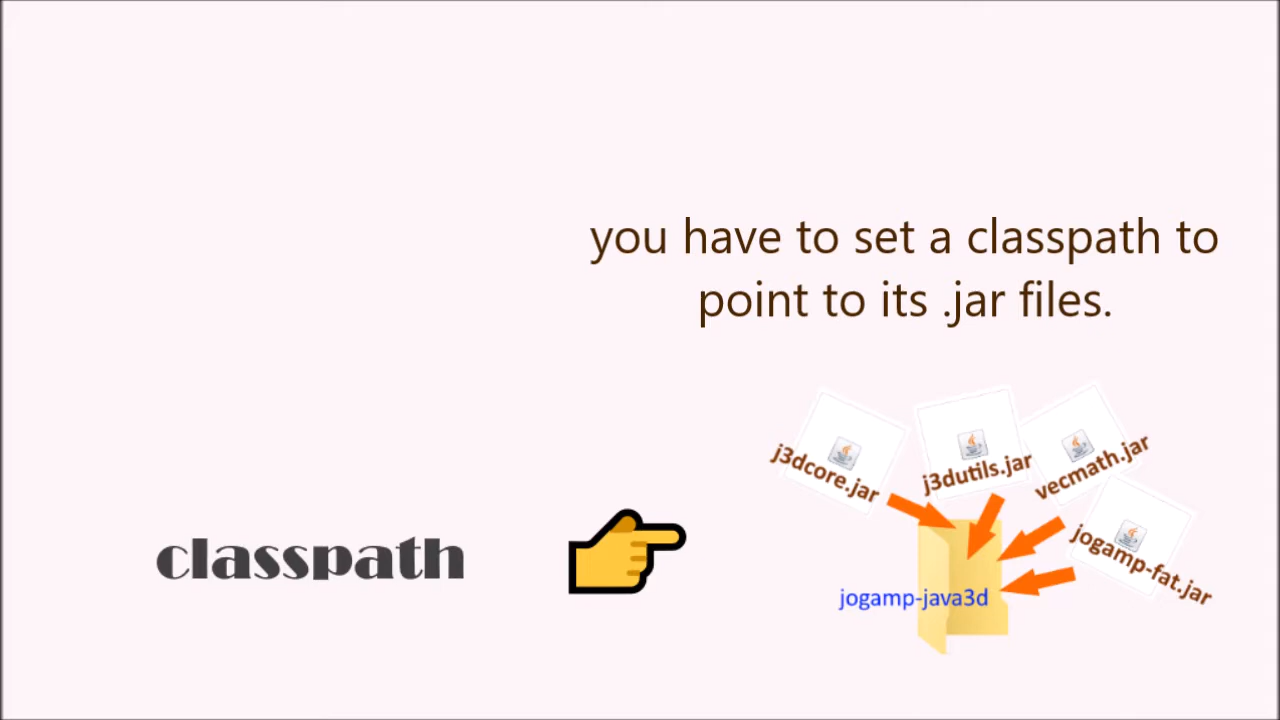 you have to set a classpath to
point to its .jar files.
j3dcore.jar
j3dutils.jar
vecmath.jar
jogamp-fat.jar
classpath
jogamp-java3d